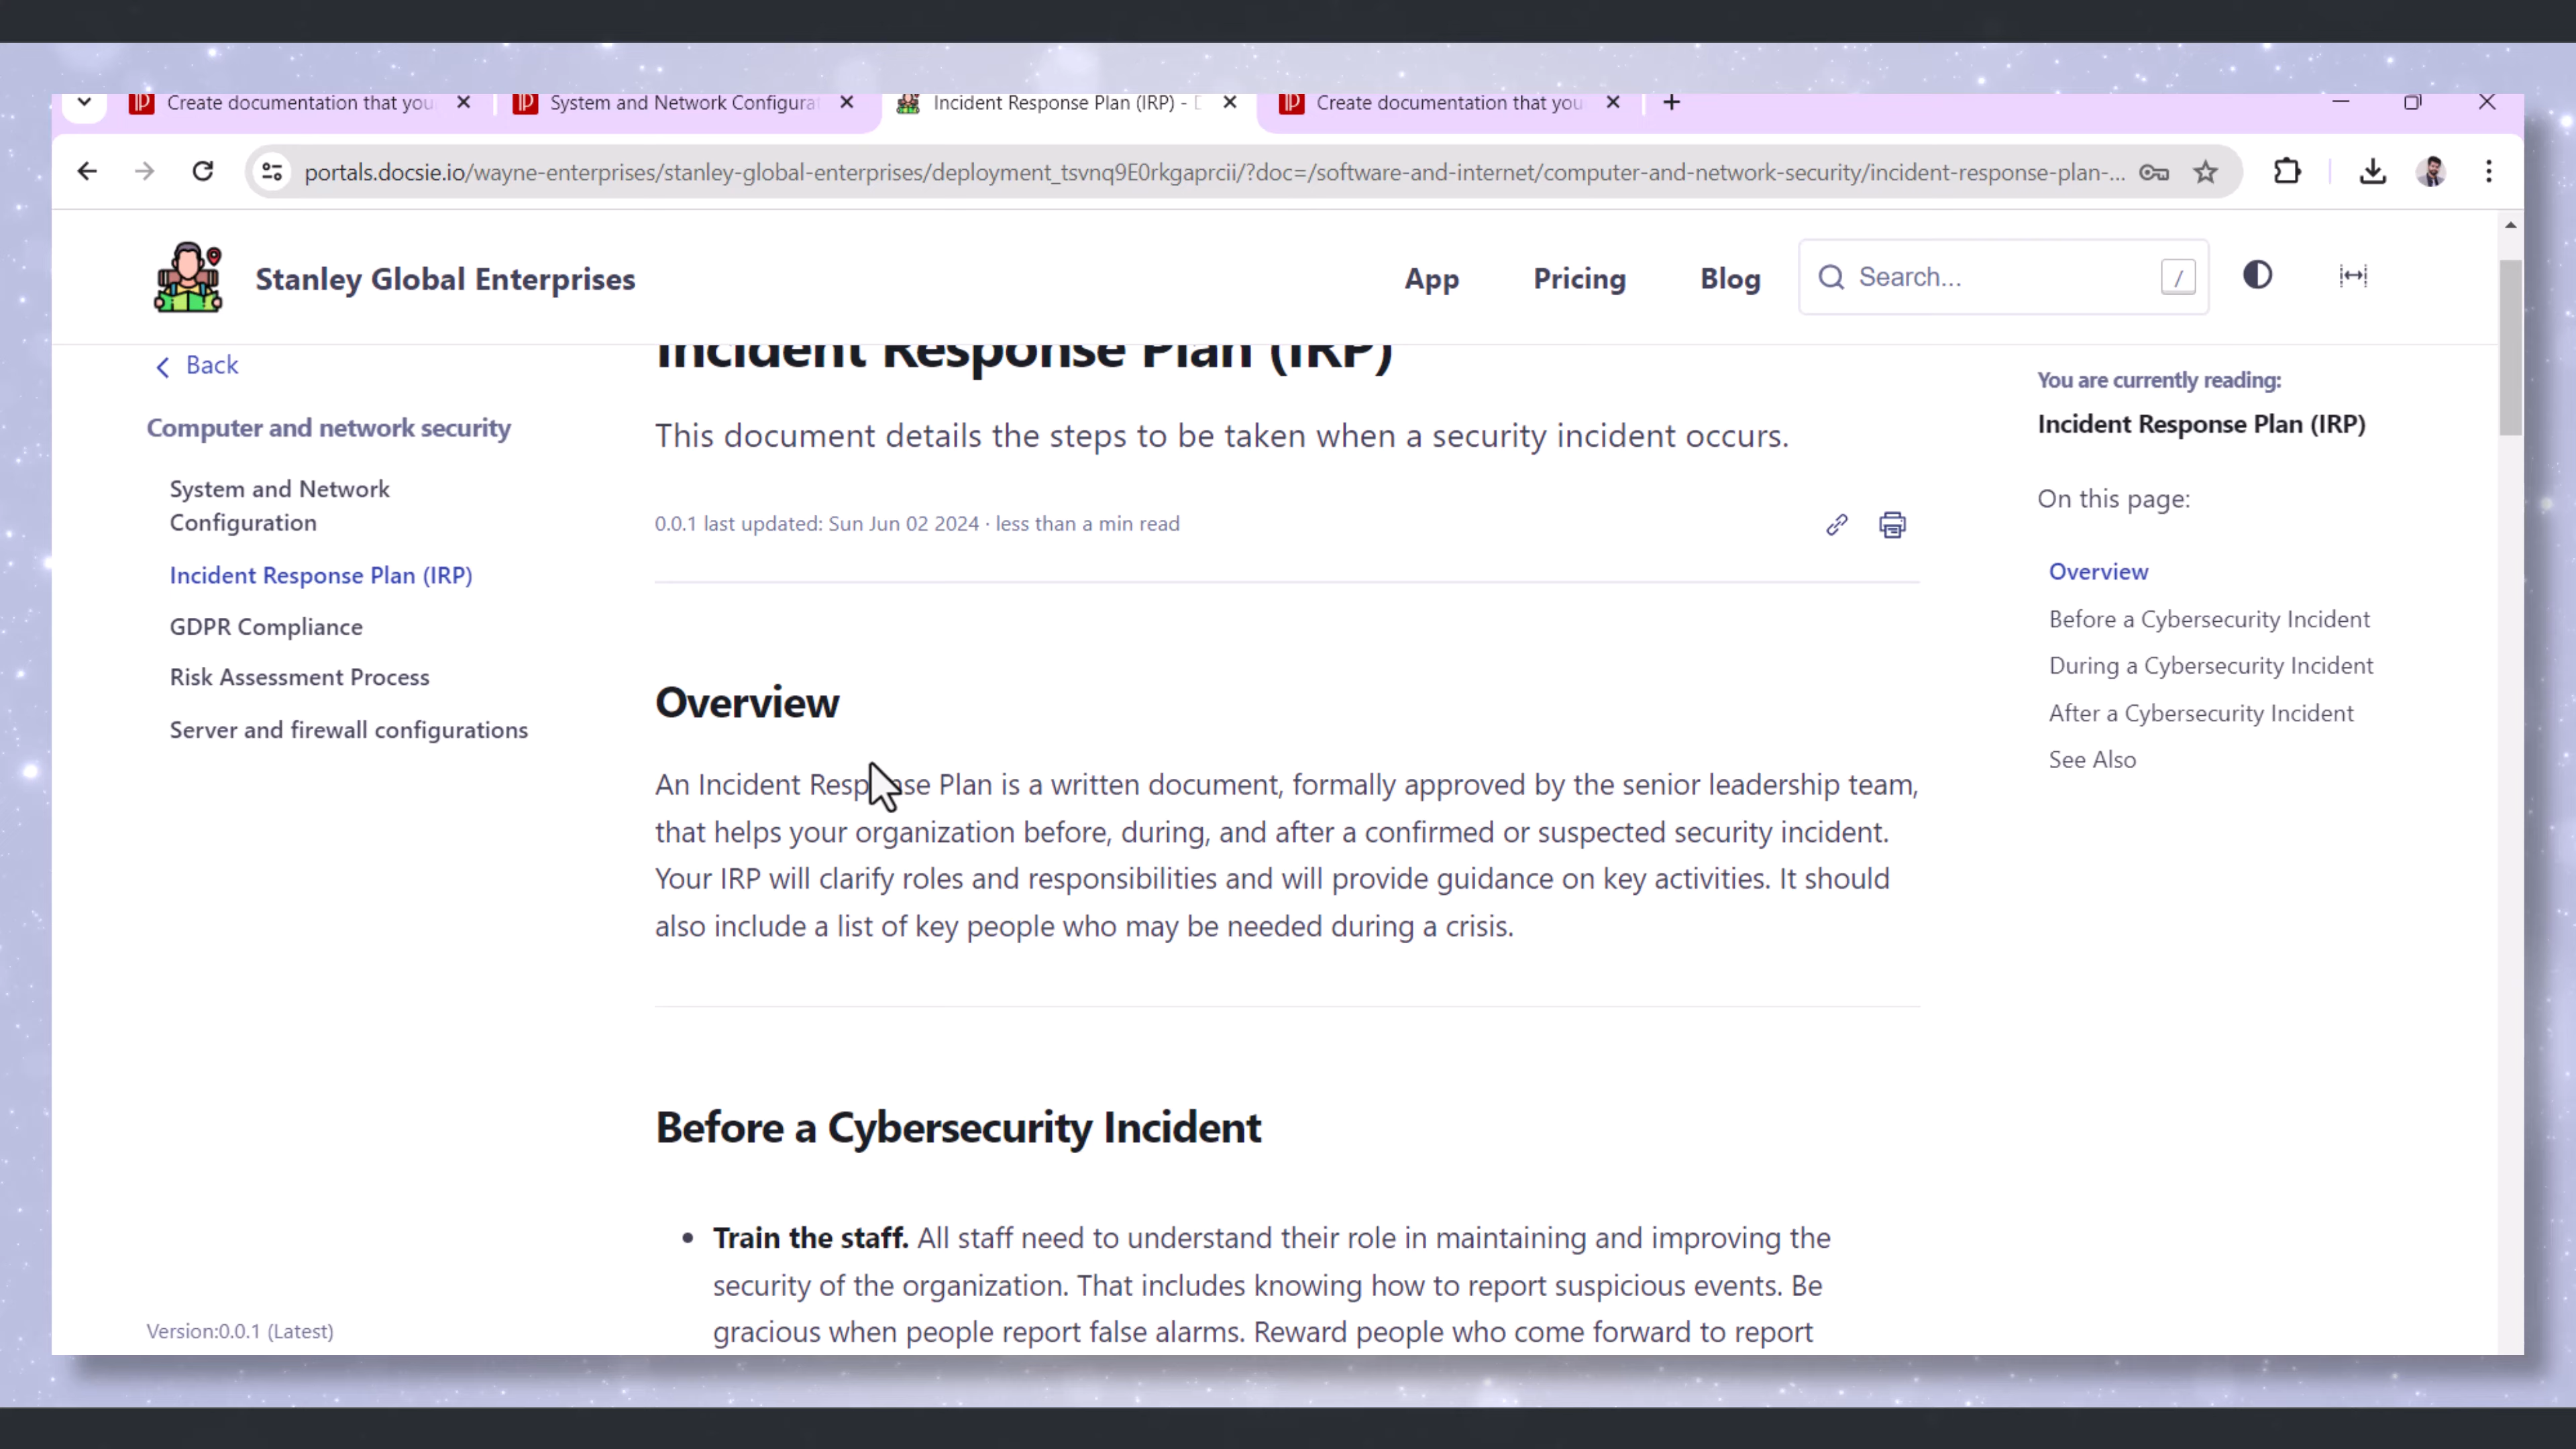 Create documentation that you
System and Network Configurat
Incident Response Plan (IRP) - D
Create documentation that you
portals.docsie.io/wayne-enterprises/stanley-global-enterprises/deployment_tsvnq9E0rkgaprcii/?doc=/software-and-internet/computer-and-network-security/incident-response-plan-...
Stanley Global Enterprises
App
Pricing
Blog
Search...
/
Back
Computer and network security
System and Network
Configuration
Incident Response Plan (IRP)
GDPR Compliance
Risk Assessment Process
Server and firewall configurations
Version:0.0.1 (Latest)
Incident Response Plan (IRP)
This document details the steps to be taken when a security incident occurs.
0.0.1 last updated: Sun Jun 02 2024 · less than a min read
Overview
An Incident Response Plan is a written document, formally approved by the senior leadership team,
that helps your organization before, during, and after a confirmed or suspected security incident.
Your IRP will clarify roles and responsibilities and will provide guidance on key activities. It should
also include a list of key people who may be needed during a crisis.
Before a Cybersecurity Incident
• Train the staff. All staff need to understand their role in maintaining and improving the
security of the organization. That includes knowing how to report suspicious events. Be
gracious when people report false alarms. Reward people who come forward to report
You are currently reading:
Incident Response Plan (IRP)
On this page:
Overview
Before a Cybersecurity Incident
During a Cybersecurity Incident
After a Cybersecurity Incident
See Also